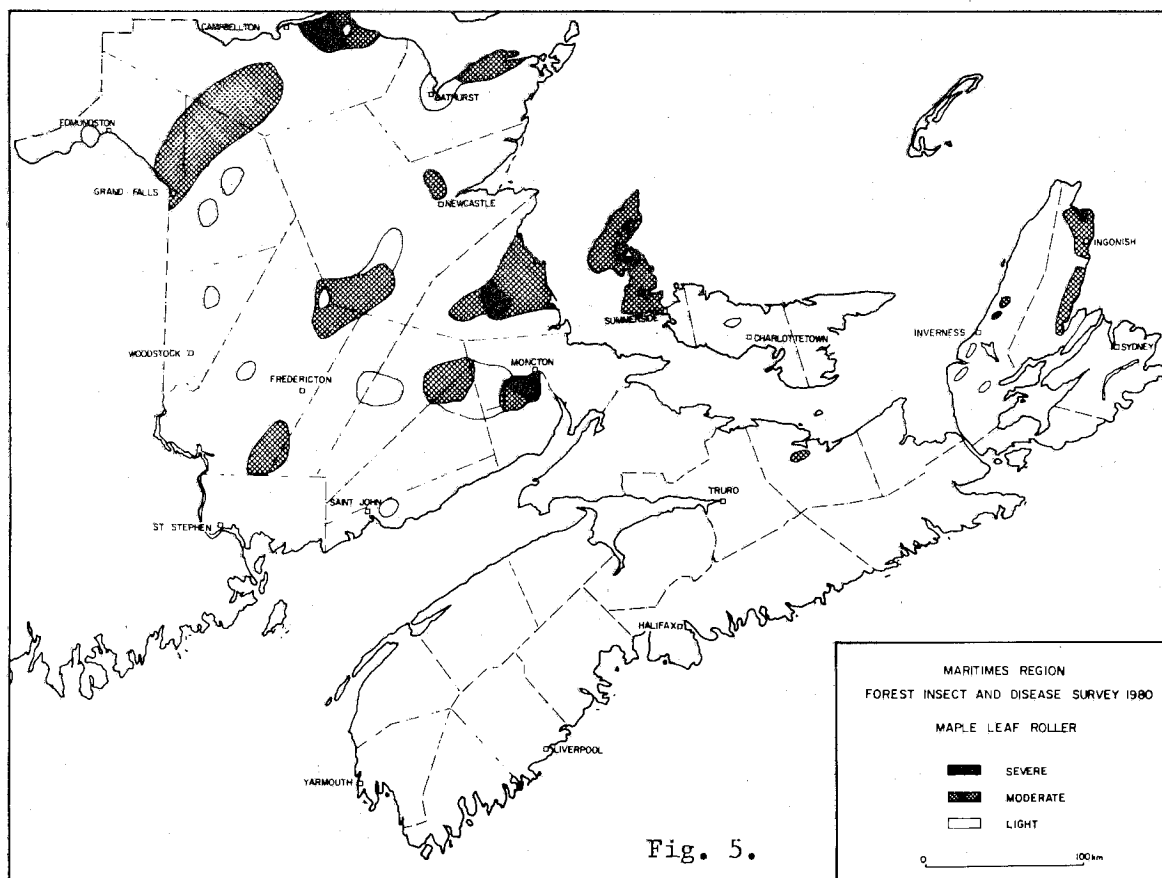 CAMPBELLTON
BATHURST
EDMUNDSTON
GRAND FALLS
NEWCASTLE
INGONISH
SUMMERSIDE
CHARLOTTETOWN
INVERNESS
SYDNEY
WOODSTOCK
FREDERICTON
MONCTON
TRURO
SAINT JOHN
ST STEPHEN
HALIFAX
LIVERPOOL
YARMOUTH
MARITIMES REGION
FOREST INSECT AND DISEASE SURVEY 1980
MAPLE LEAF ROLLER
SEVERE
MODERATE
LIGHT
0 100km
Fig. 5.